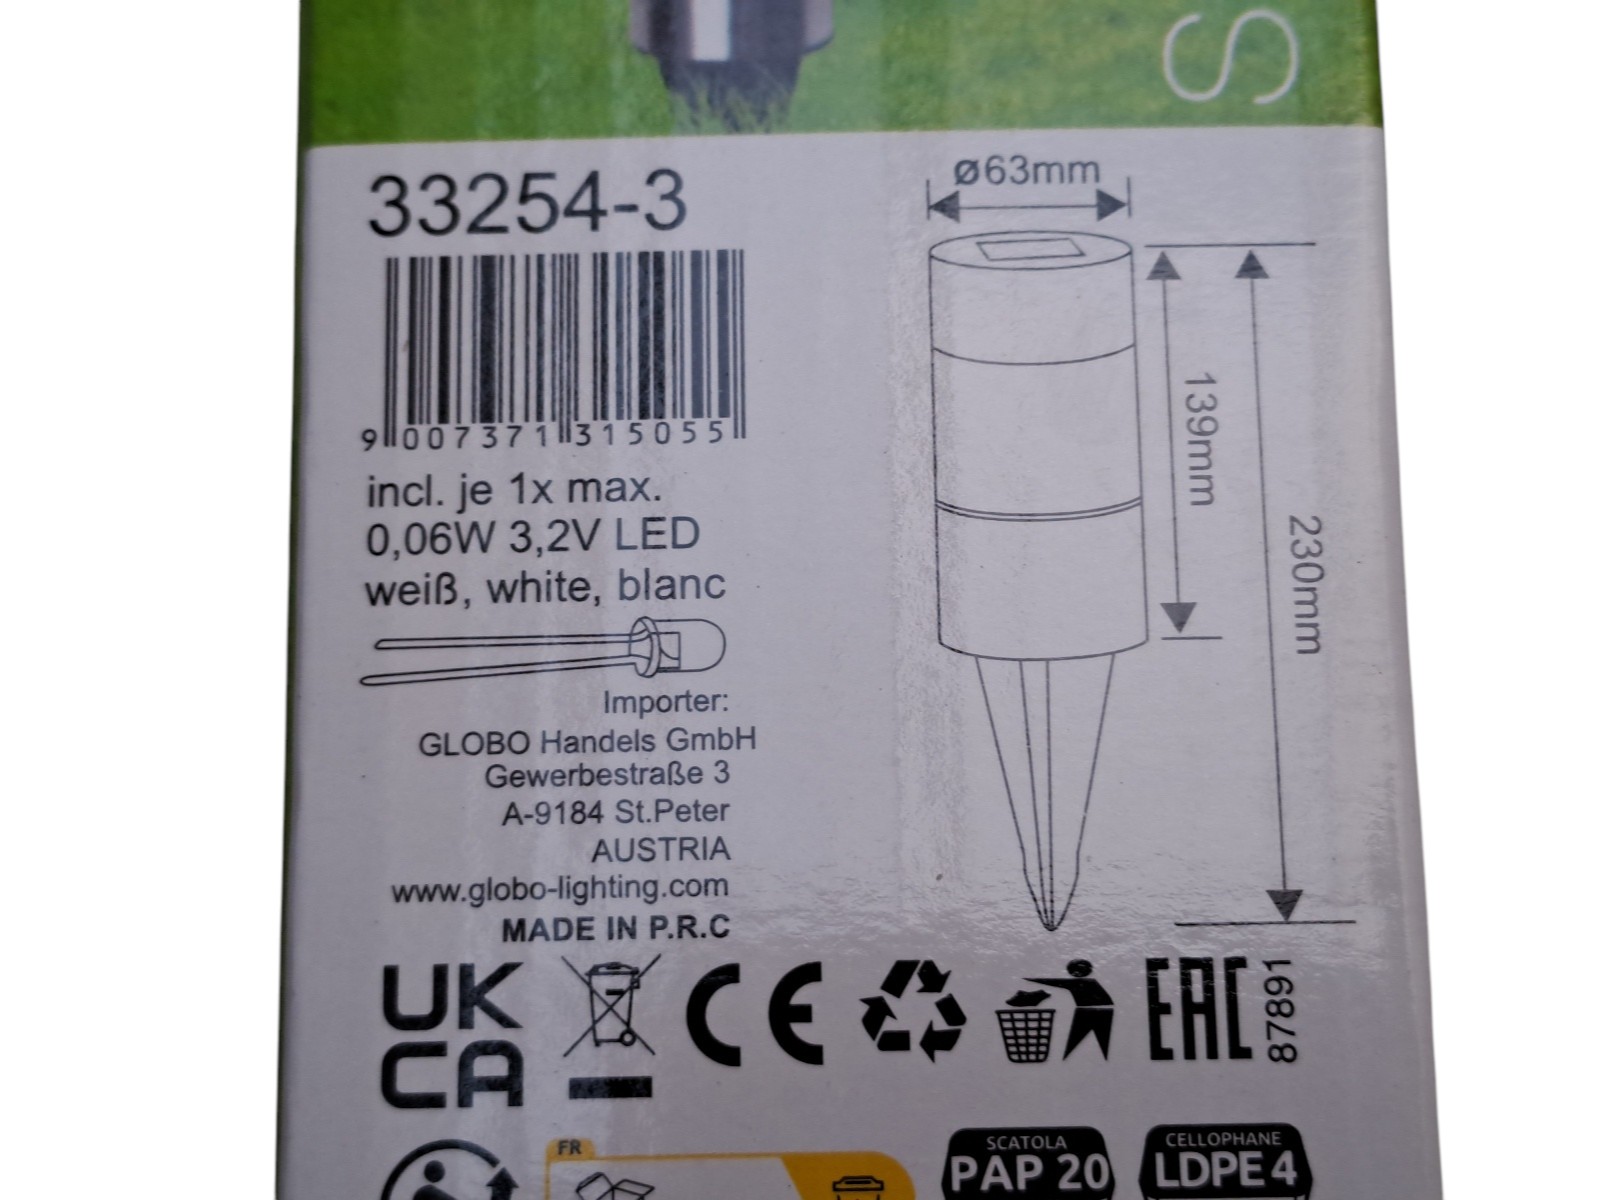 S
33254-3
9 007371 315055
incl. je 1x max.
0,06W 3,2V LED
weiß, white, blanc
Importer:
GLOBO Handels GmbH
Gewerbestraße 3
A-9184 St.Peter
AUSTRIA
www.globo-lighting.com
MADE IN P.R.C
ø63mm
139mm
230mm
UK
CA
CE
EAC
87891
FR
SCATOLA
PAP 20
CELLOPHANE
LDPE 4